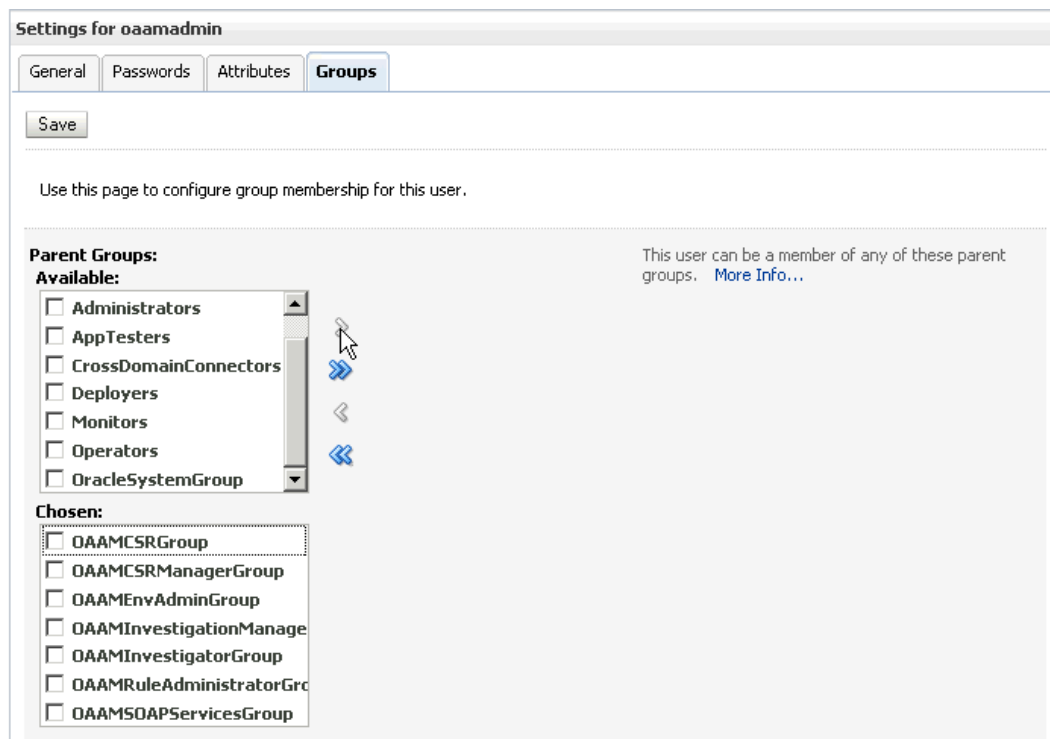 Settings for oaamadmin
General Passwords Attributes Groups
Save
Use this page to configure group membership for this user.
Parent Groups:
Available:
This user can be a member of any of these parent
groups. More Info...
Administrators
AppTesters
CrossDomainConnectors
Deployers
Monitors
Operators
OracleSystemGroup
Chosen:
OAAMCSRGroup
OAAMCSRManagerGroup
OAAMEnvAdminGroup
OAAMInvestigationManage
OAAMInvestigatorGroup
OAAMRuleAdministratorGro
OAAMSOAPServicesGroup